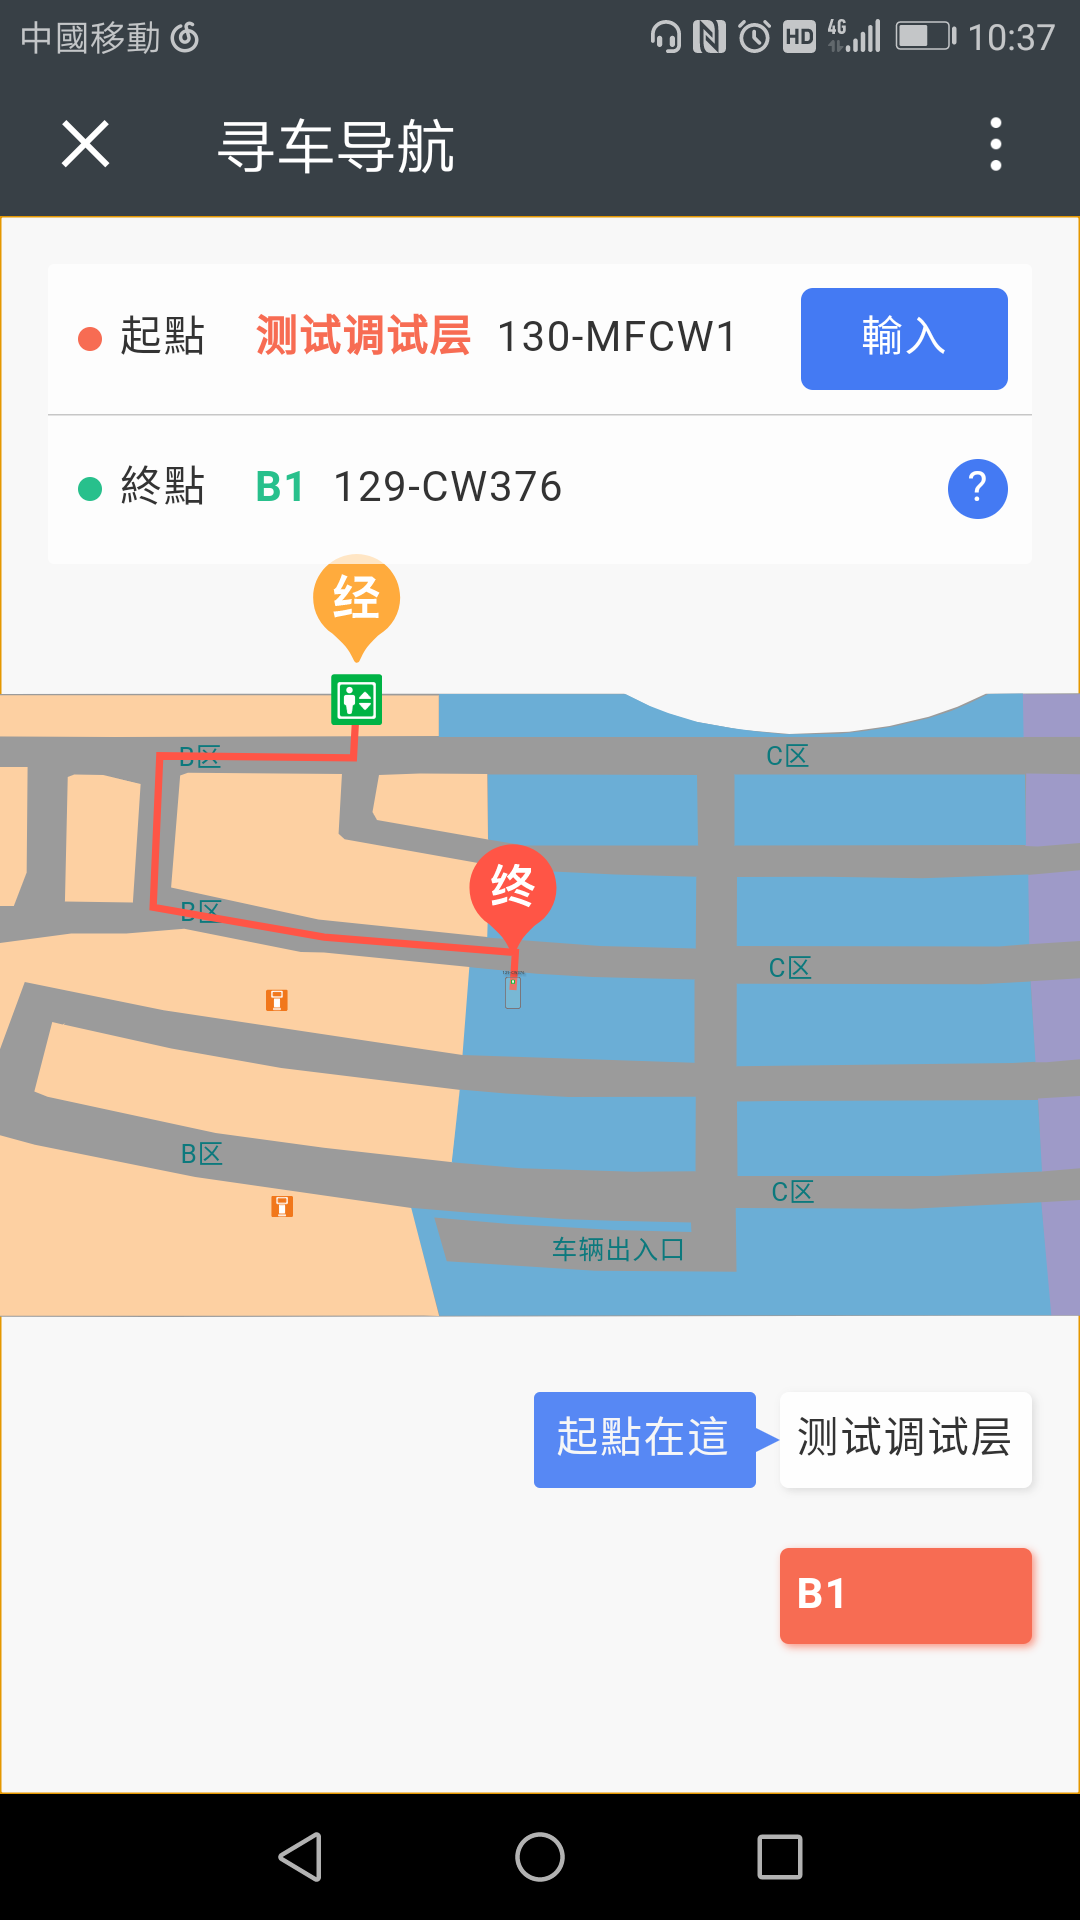 中國移動 HD 4G 10:37
寻车导航
起點 测试调试层 130-MFCW1 輸入
終點 B1 129-CW376 ?
经
B区 C区
终
B区
C区
B区
C区
车辆出入口
起點在這 测试调试层
B1